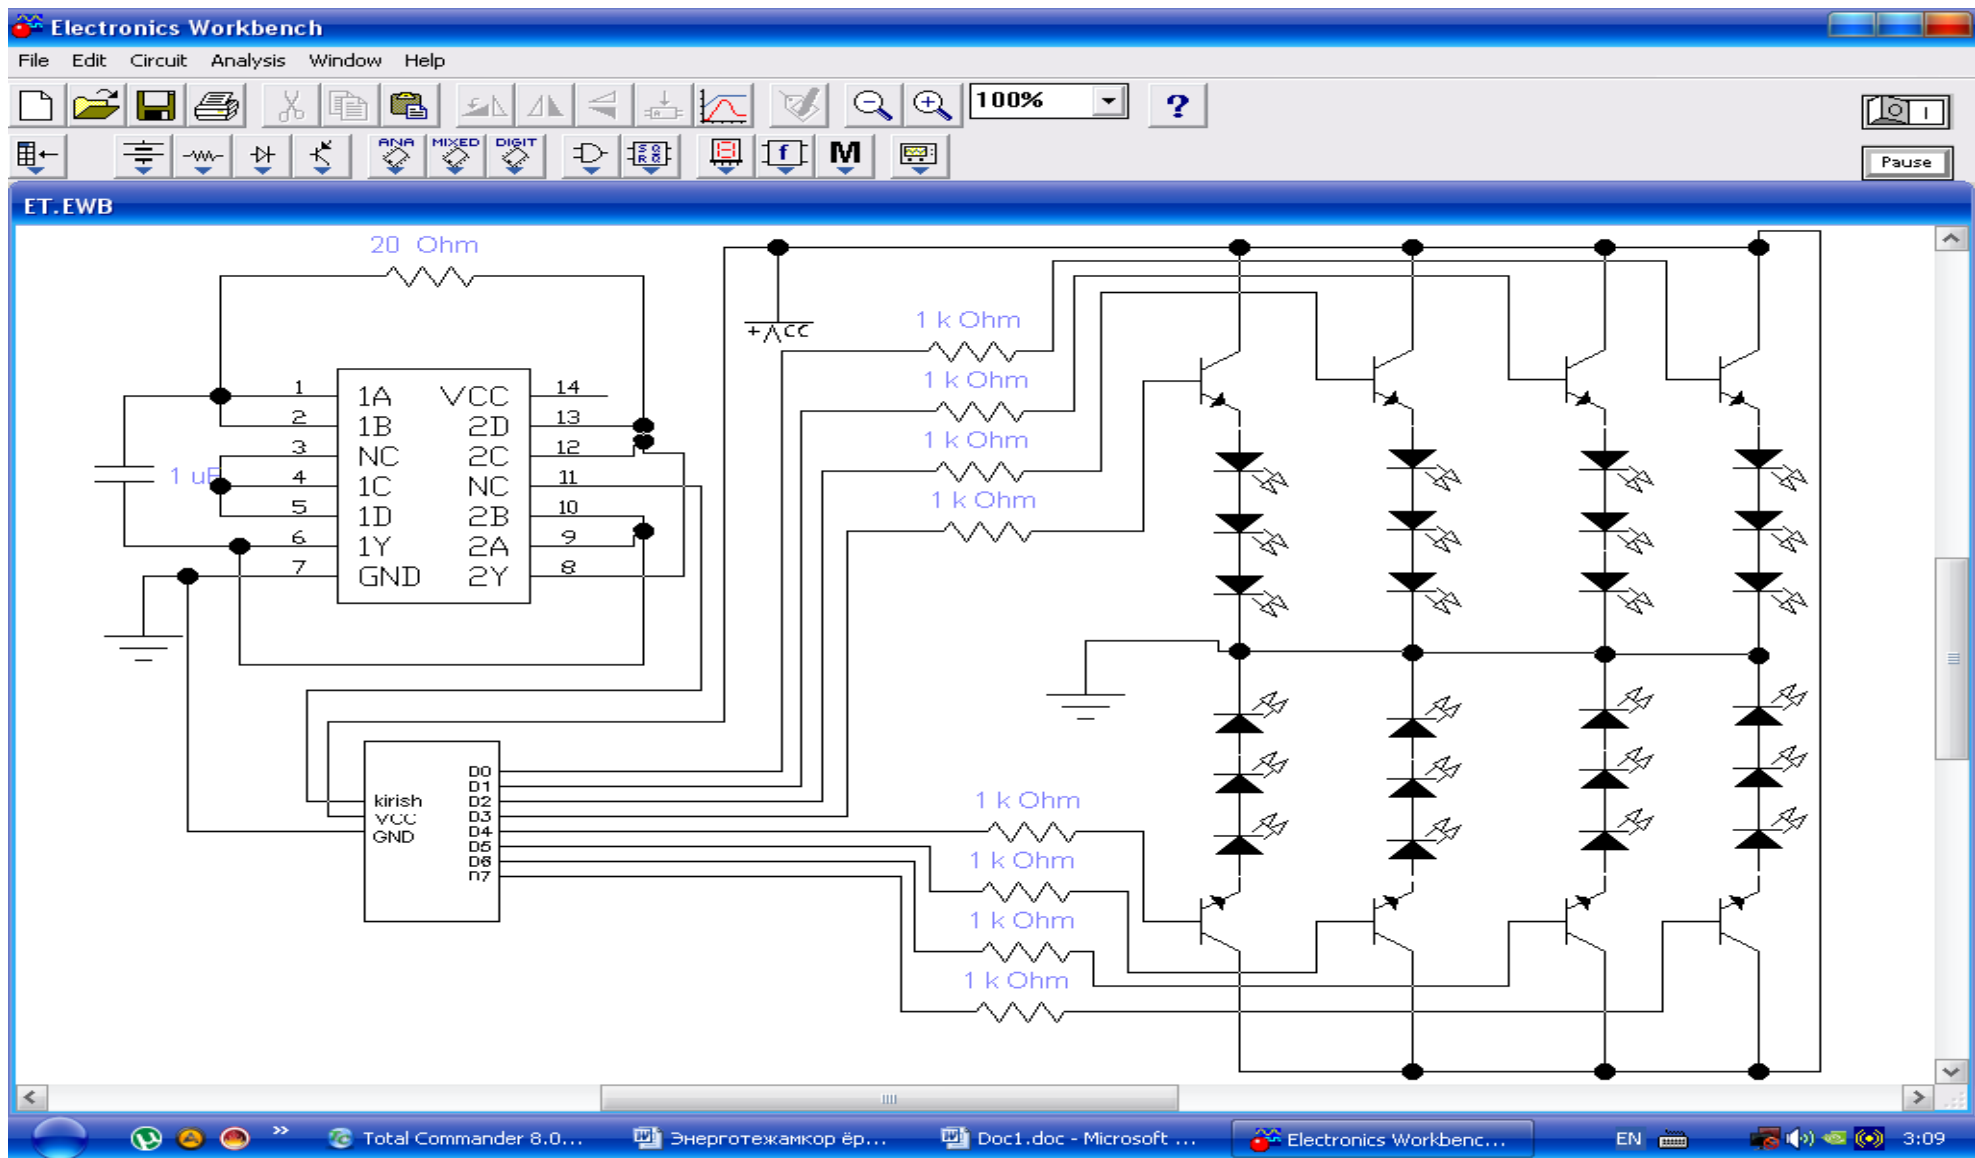 Electronics Workbench
File Edit Circuit Analysis Window Help
100%
?
ANA MIXED DIGIT
M
Pause
ET.EWB
20 Ohm
+Vcc
1 uF
1 1A VCC 14
2 1B 2D 13
3 NC 2C 12
4 1C NC 11
5 1D 2B 10
6 1Y 2A 9
7 GND 2Y 8
1 k Ohm
1 k Ohm
1 k Ohm
1 k Ohm
kirish
VCC
GND
D0
D1
D2
D3
D4
D5
D6
D7
1 k Ohm
1 k Ohm
1 k Ohm
1 k Ohm
Total Commander 8.0... Энерготежамкор ёр... Doc1.doc - Microsoft ... Electronics Workbenc... EN 3:09